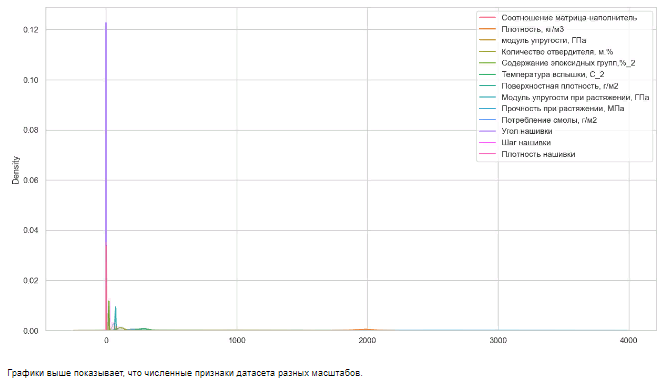 0.12
0.10
0.08
0.06
0.04
0.02
0.00
Density
0
1000
2000
3000
4000
Соотношение матрица-наполнитель
Плотность, кг/м3
модуль упругости, ГПа
Количество отвердителя, м.%
Содержание эпоксидных групп,%_2
Температура вспышки, С_2
Поверхностная плотность, г/м2
Модуль упругости при растяжении, ГПа
Прочность при растяжении, МПа
Потребление смолы, г/м2
Угол нашивки
Шаг нашивки
Плотность нашивки
Графики выше показывает, что численные признаки датасета разных масштабов.